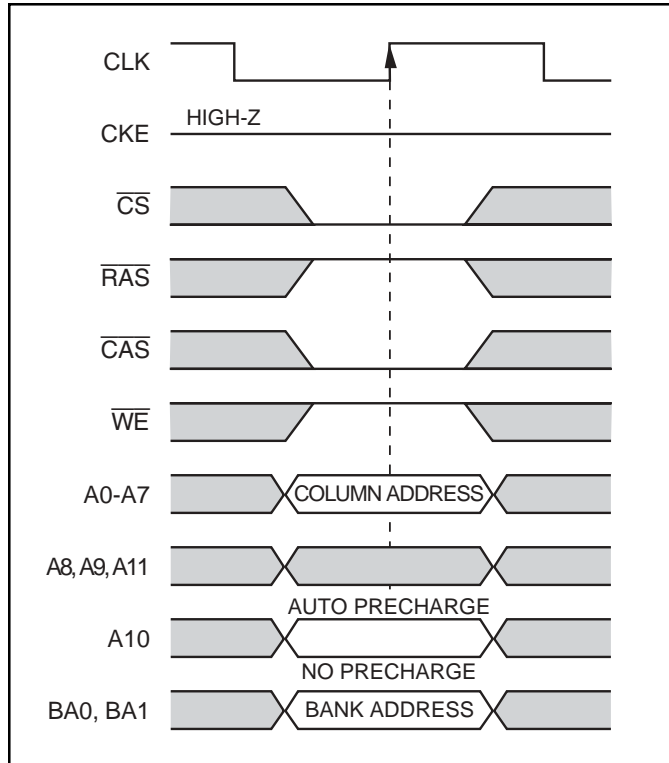 CLK
HIGH-Z
CKE
CS
RAS
CAS
WE
A0-A7 COLUMN ADDRESS
A8, A9, A11
AUTO PRECHARGE
A10
NO PRECHARGE
BA0, BA1 BANK ADDRESS